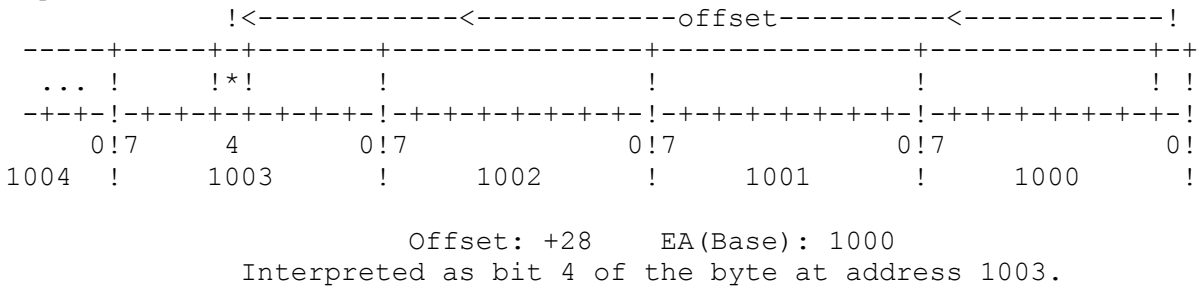 !<------------<------------offset----------<------------!
-----+-----+-+-------+---------------+---------------+-------------+-+
... ! !*! ! ! ! ! !
-+-+-!-+-+-+-+-+-+-+-!-+-+-+-+-+-+-+-!-+-+-+-+-+-+-+-!-+-+-+-+-+-+-+-!
0!7 4 0!7 0!7 0!7 0!
1004 ! 1003 ! 1002 ! 1001 ! 1000 !
Offset: +28 EA(Base): 1000
Interpreted as bit 4 of the byte at address 1003.